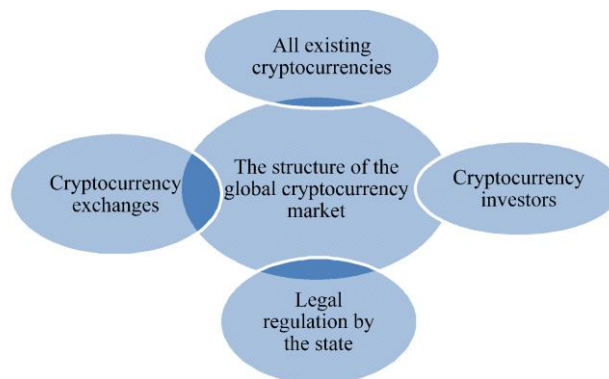 All existing
cryptocurrencies
Cryptocurrency
exchanges
The structure of the
global cryptocurrency
market
Cryptocurrency
investors
Legal
regulation by
the state